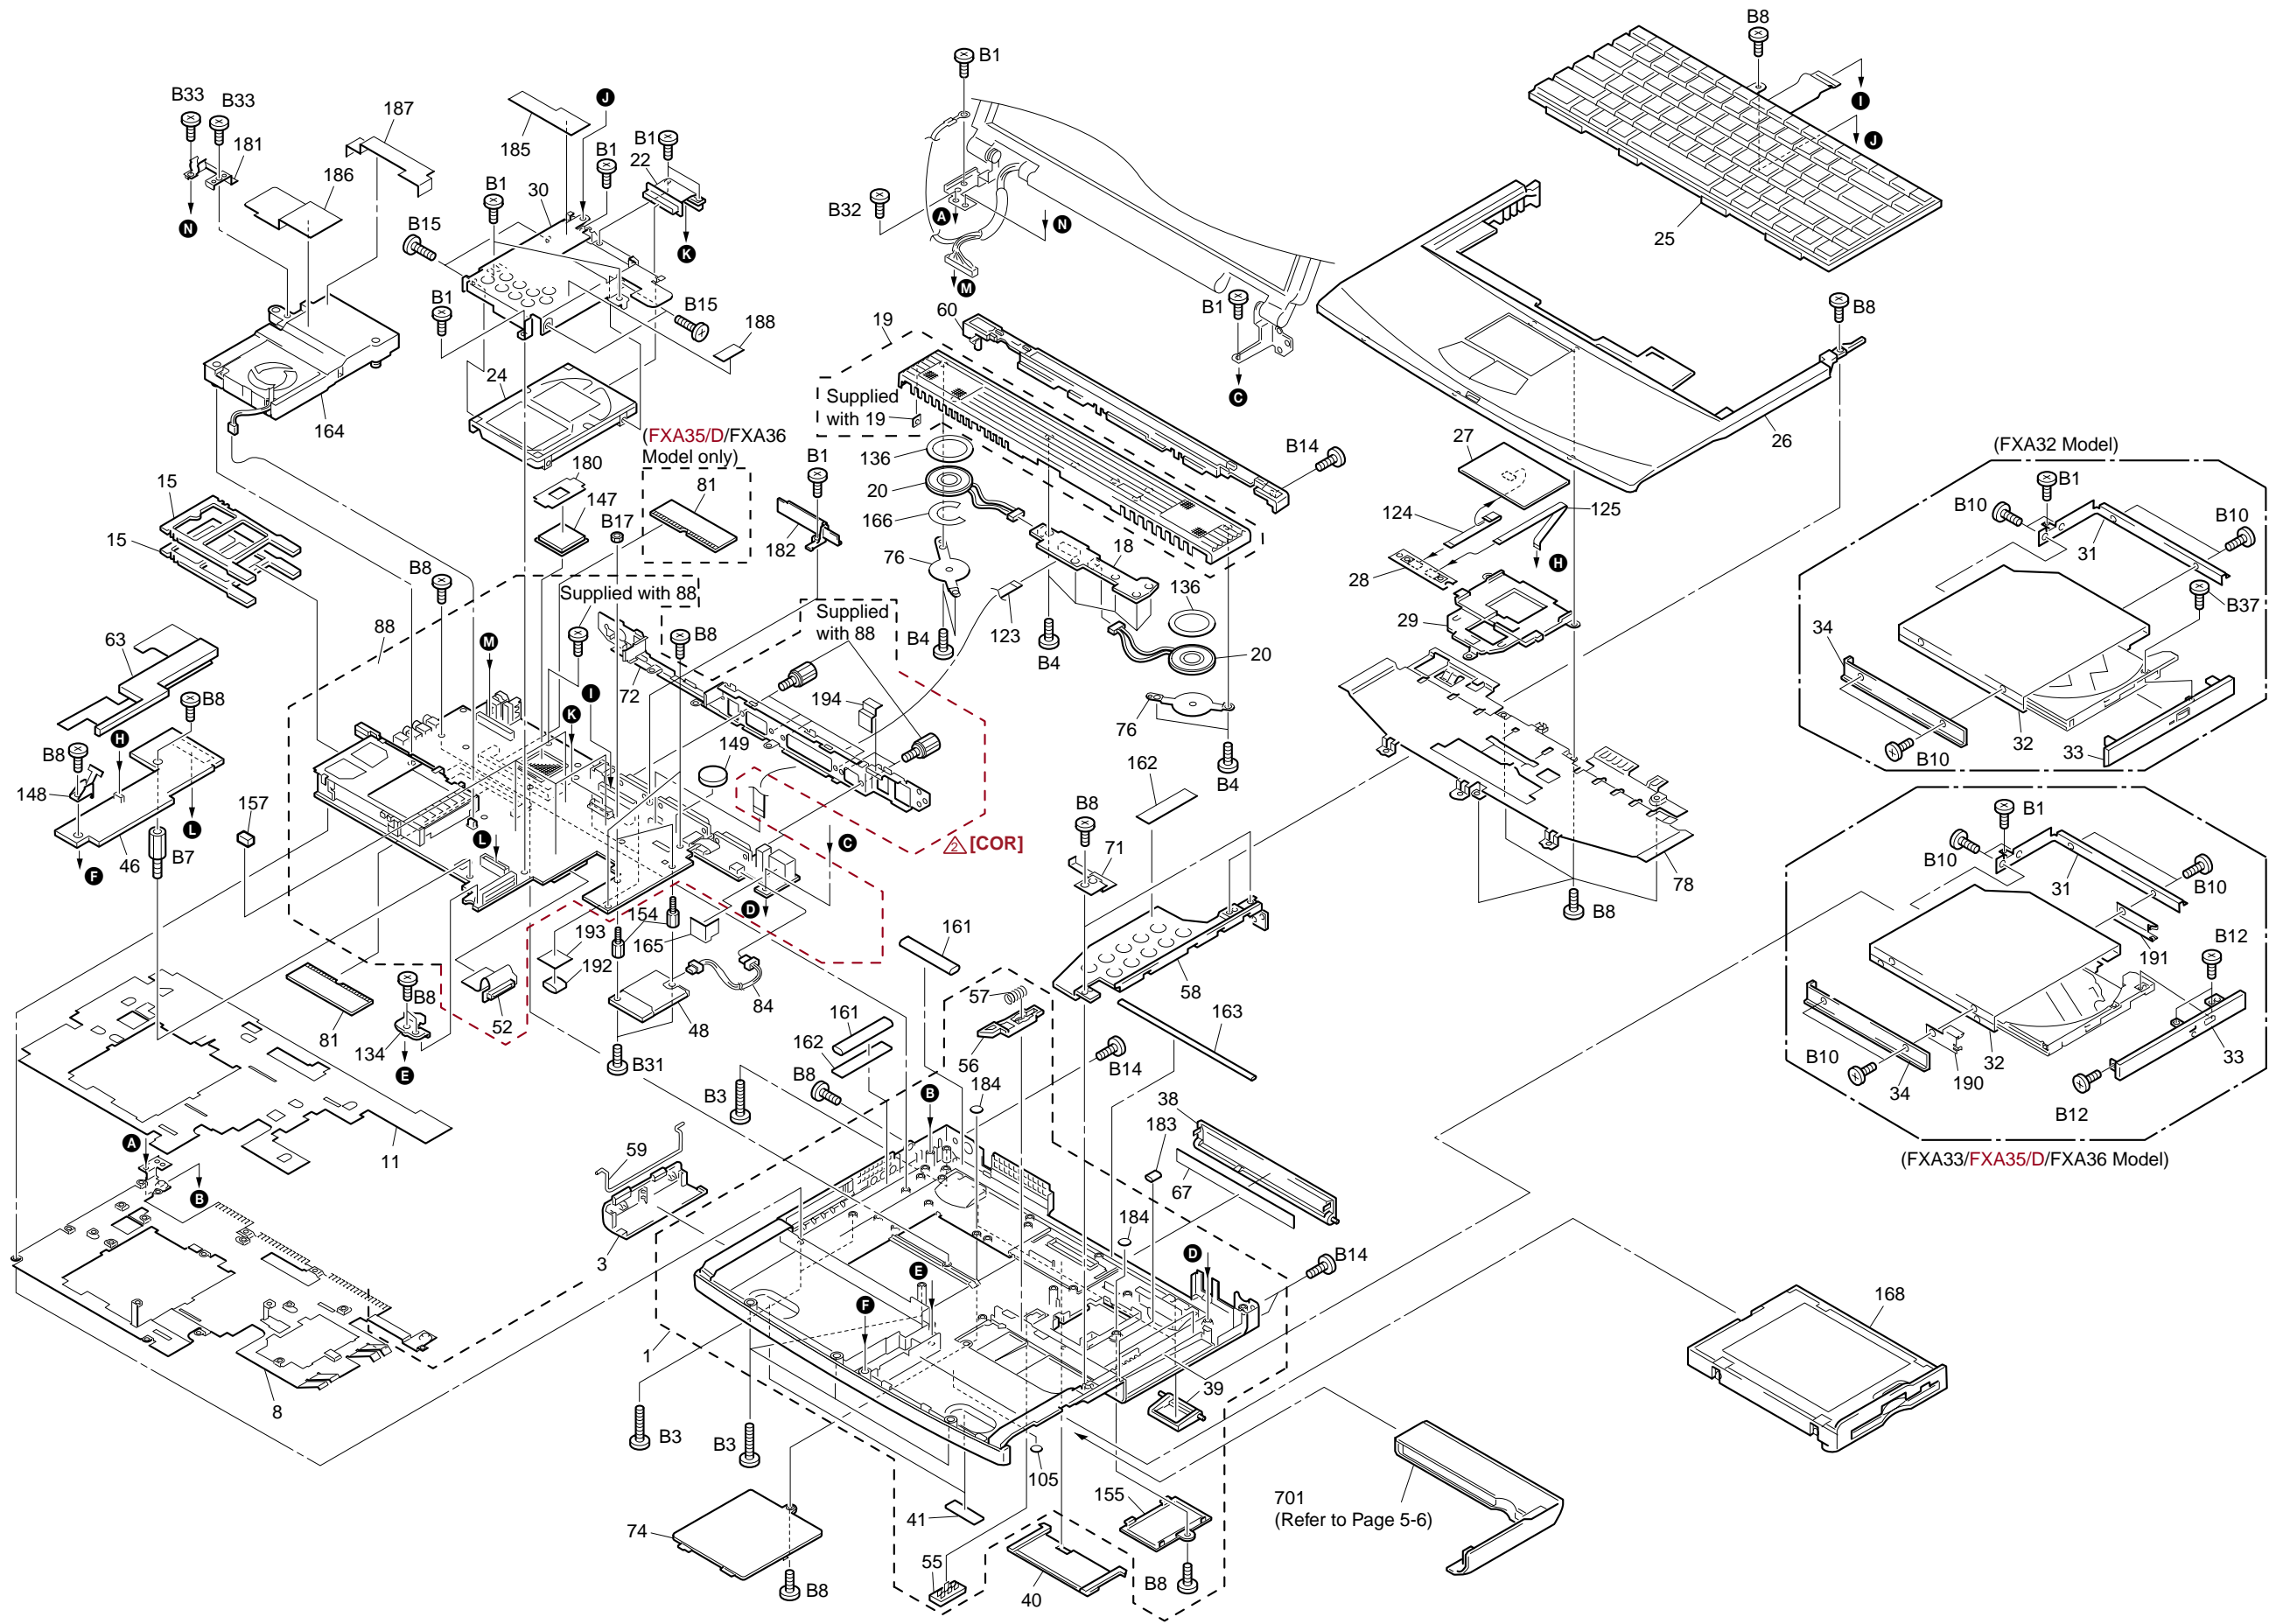 B8
B1
B33
B33
187
J
185
B1
I
181
22
B1
J
186
B1
30
B32
A
N
N
B15
K
25
M
B1
B15
B1
60
B8
19
188
24
Supplied
with 19
C
164
(FXA35/D/FXA36
Model only)
26
27
B14
(FXA32 Model)
136
180
B1
81
15
20
B1
147
B10
B10
B17
125
166
124
31
15
182
18
H
76
28
B8
136
B37
Supplied with 88
Supplied
with 88
29
34
88
123
63
B8
B4
M
B4
20
72
I
194
B8
K
76
32
H
B8
149
33
B10
162
148
B4
157
L
B8
B1
L
C
46
B7
2 [COR]
71
F
B10
31
B10
78
D
154
B8
193
165
161
191
B12
192
57
58
84
B8
81
52
48
161
163
134
56
162
B10
32
33
B14
E
B31
34
190
B8
B3
B
184
B12
38
A
59
183
11
(FXA33/FXA35/D/FXA36 Model)
B
67
184
3
D
B14
E
168
F
1
39
8
B3
B3
105
155
701
(Refer to Page 5-6)
41
74
55
B8
40
B8